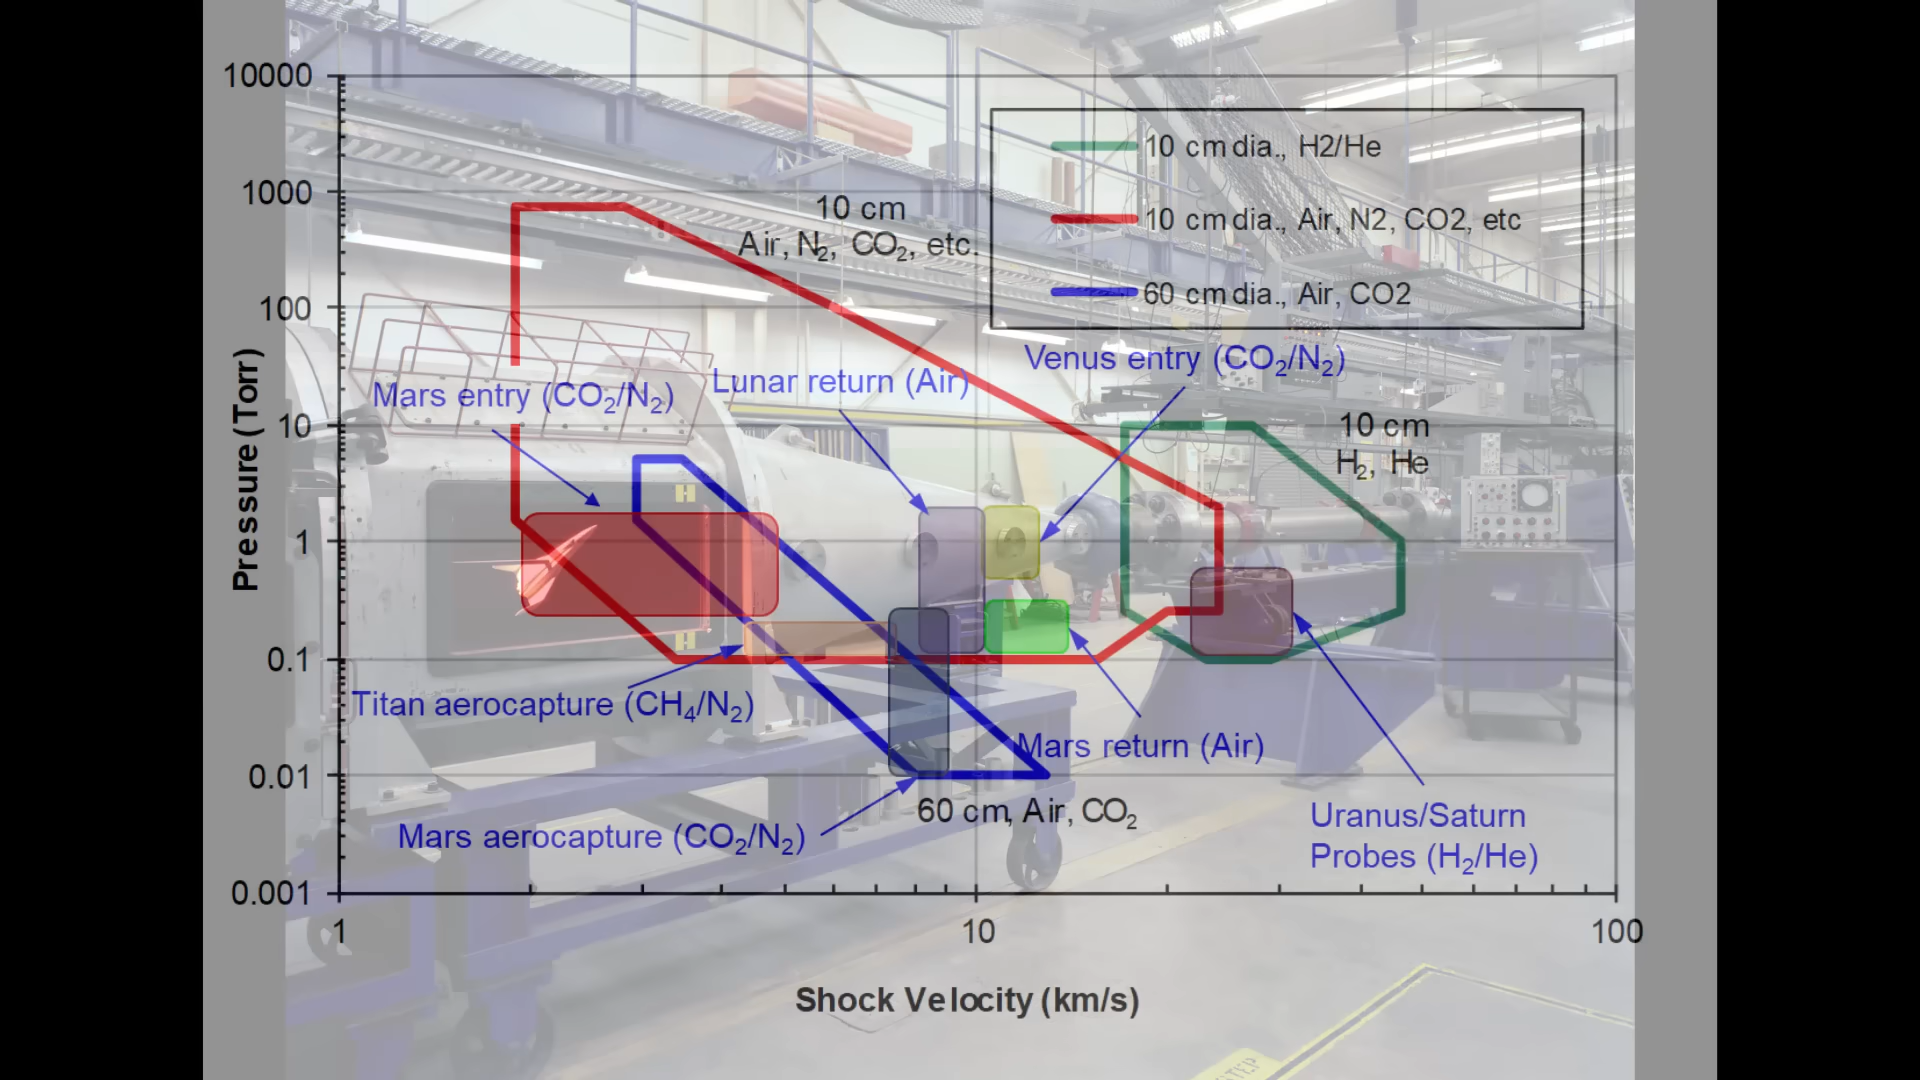 10000
1000
100
10
1
0.1
0.01
0.001
Pressure (Torr)
1
10
100
Shock Velocity (km/s)
10 cm dia., H2/He
10 cm dia., Air, N2, CO2, etc
60 cm dia., Air, CO2
10 cm
Air, N₂, CO₂, etc.
Venus entry (CO₂/N₂)
Lunar return (Air)
Mars entry (CO₂/N₂)
10 cm
H₂, He
H
H
Titan aerocapture (CH₄/N₂)
Mars return (Air)
60 cm, Air, CO₂
Mars aerocapture (CO₂/N₂)
Uranus/Saturn
Probes (H₂/He)